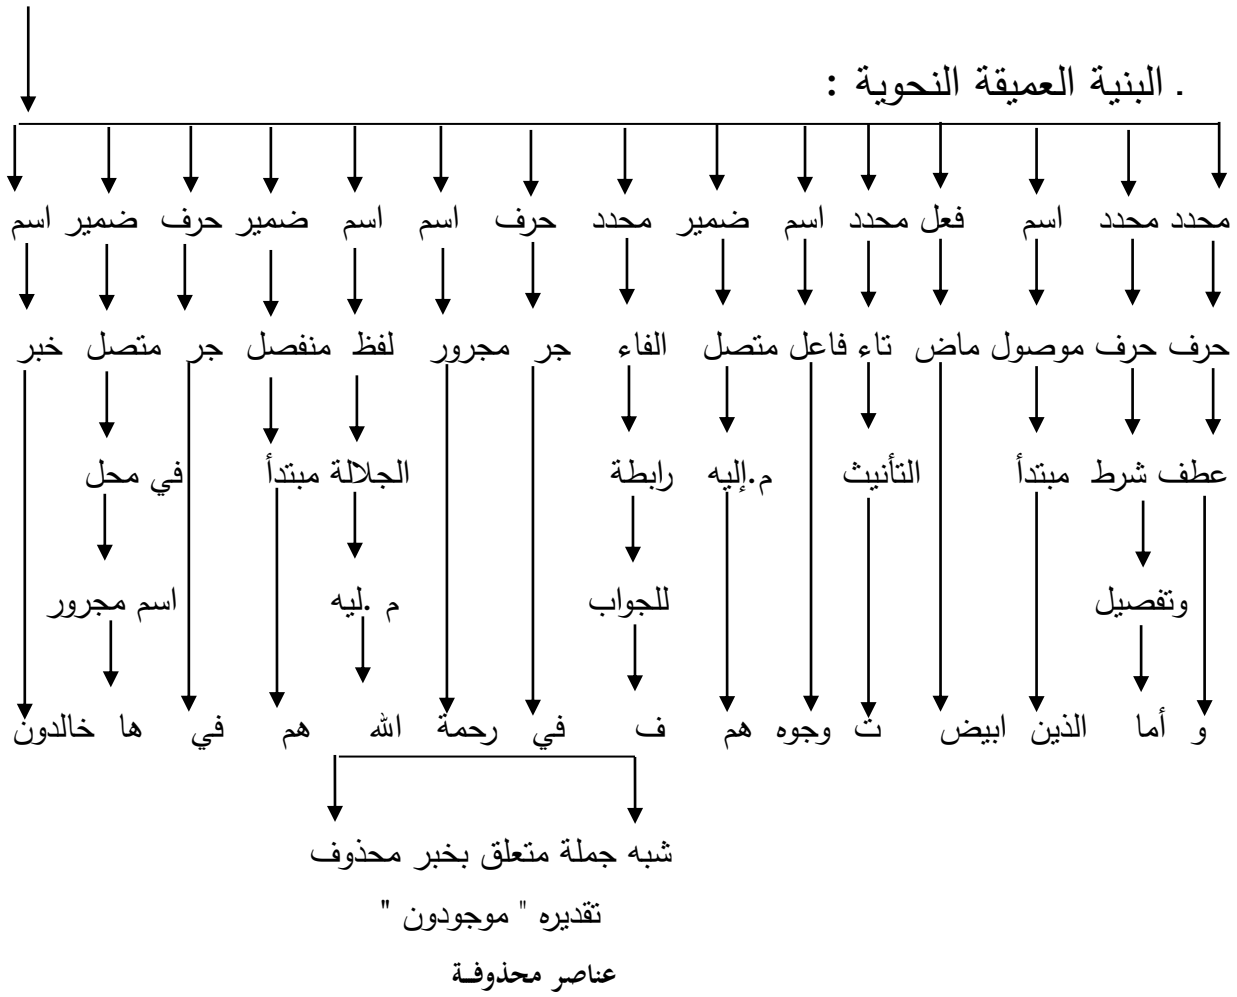 . البنية العميقة النحوية :
محدد محدد اسم فعل محدد اسم ضمير محدد حرف اسم اسم ضمير حرف ضمير اسم
حرف حرف موصول ماض تاء فاعل متصل الفاء جر مجرور لفظ منفصل جر متصل خبر
عطف شرط مبتدأ التأنيث م.إليه رابطة الجلالة مبتدأ في محل
وتفصيل للجواب م .ليه اسم مجرور
و أما الذين ابيض ت وجوه هم ف في رحمة الله هم في ها خالدون
شبه جملة متعلق بخبر محذوف
تقديره " موجودون "
عناصر محذوفـة